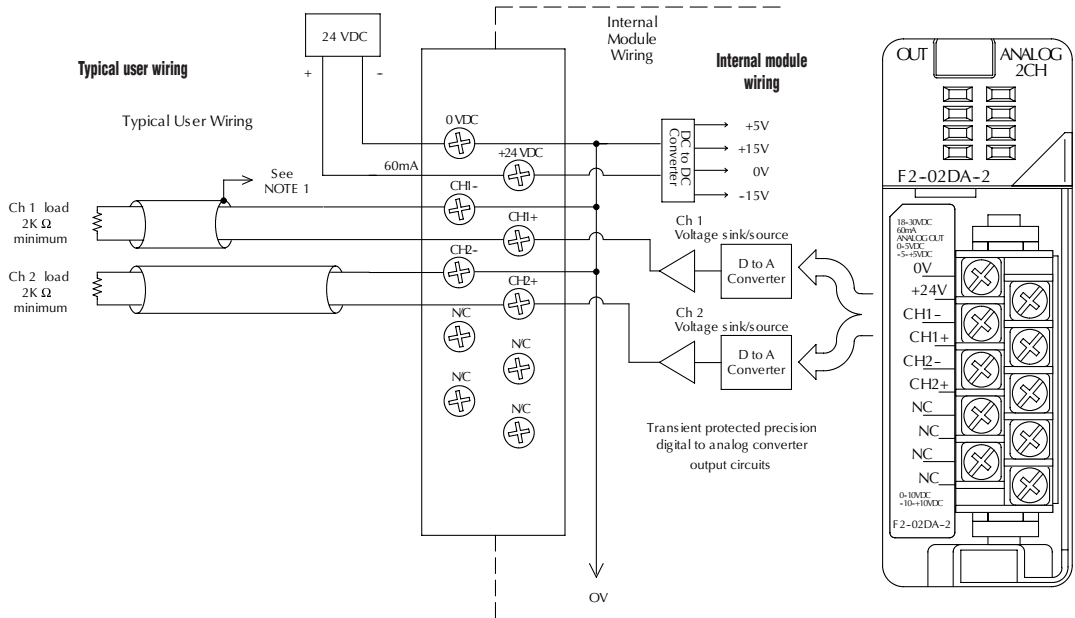 24 VDC
+
-
Internal
Module
Wiring
Typical user wiring
Internal module
wiring
Typical User Wiring
0 VDC
+24 VDC
60mA
DC to DC
Converter
+5V
+15V
0V
-15V
See
NOTE 1
CH1-
CH1+
Ch 1 load
2K Ω
minimum
CH2-
CH2+
Ch 2 load
2K Ω
minimum
Ch 1
Voltage sink/source
D to A
Converter
Ch 2
Voltage sink/source
D to A
Converter
N/C
N/C
N/C
N/C
Transient protected precision
digital to analog converter
output circuits
OV
OUT
ANALOG
2CH
F2-02DA-2
18-30VDC
60mA
ANALOG OUT
0-5VDC
-5-+5VDC
0V
+24V
CH1-
CH1+
CH2-
CH2+
NC
NC
NC
NC
0-10VDC
-10-+10VDC
F2-02DA-2